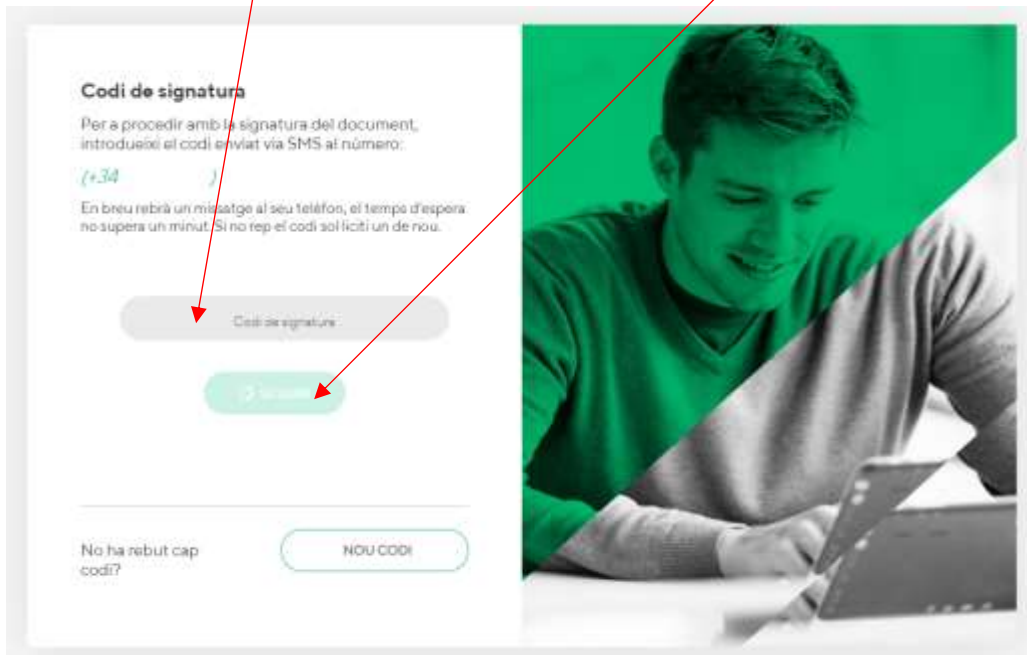 Codi de signatura
Per a procedir amb la signatura del document,
introdueixi el codi enviat via SMS al número:
(+34 )
En breu rebrà un missatge al seu telèfon, el temps d'espera
no supera un minut. Si no rep el codi sol·liciti un de nou.
Codi de signatura
No ha rebut cap
codi?
NOU CODI